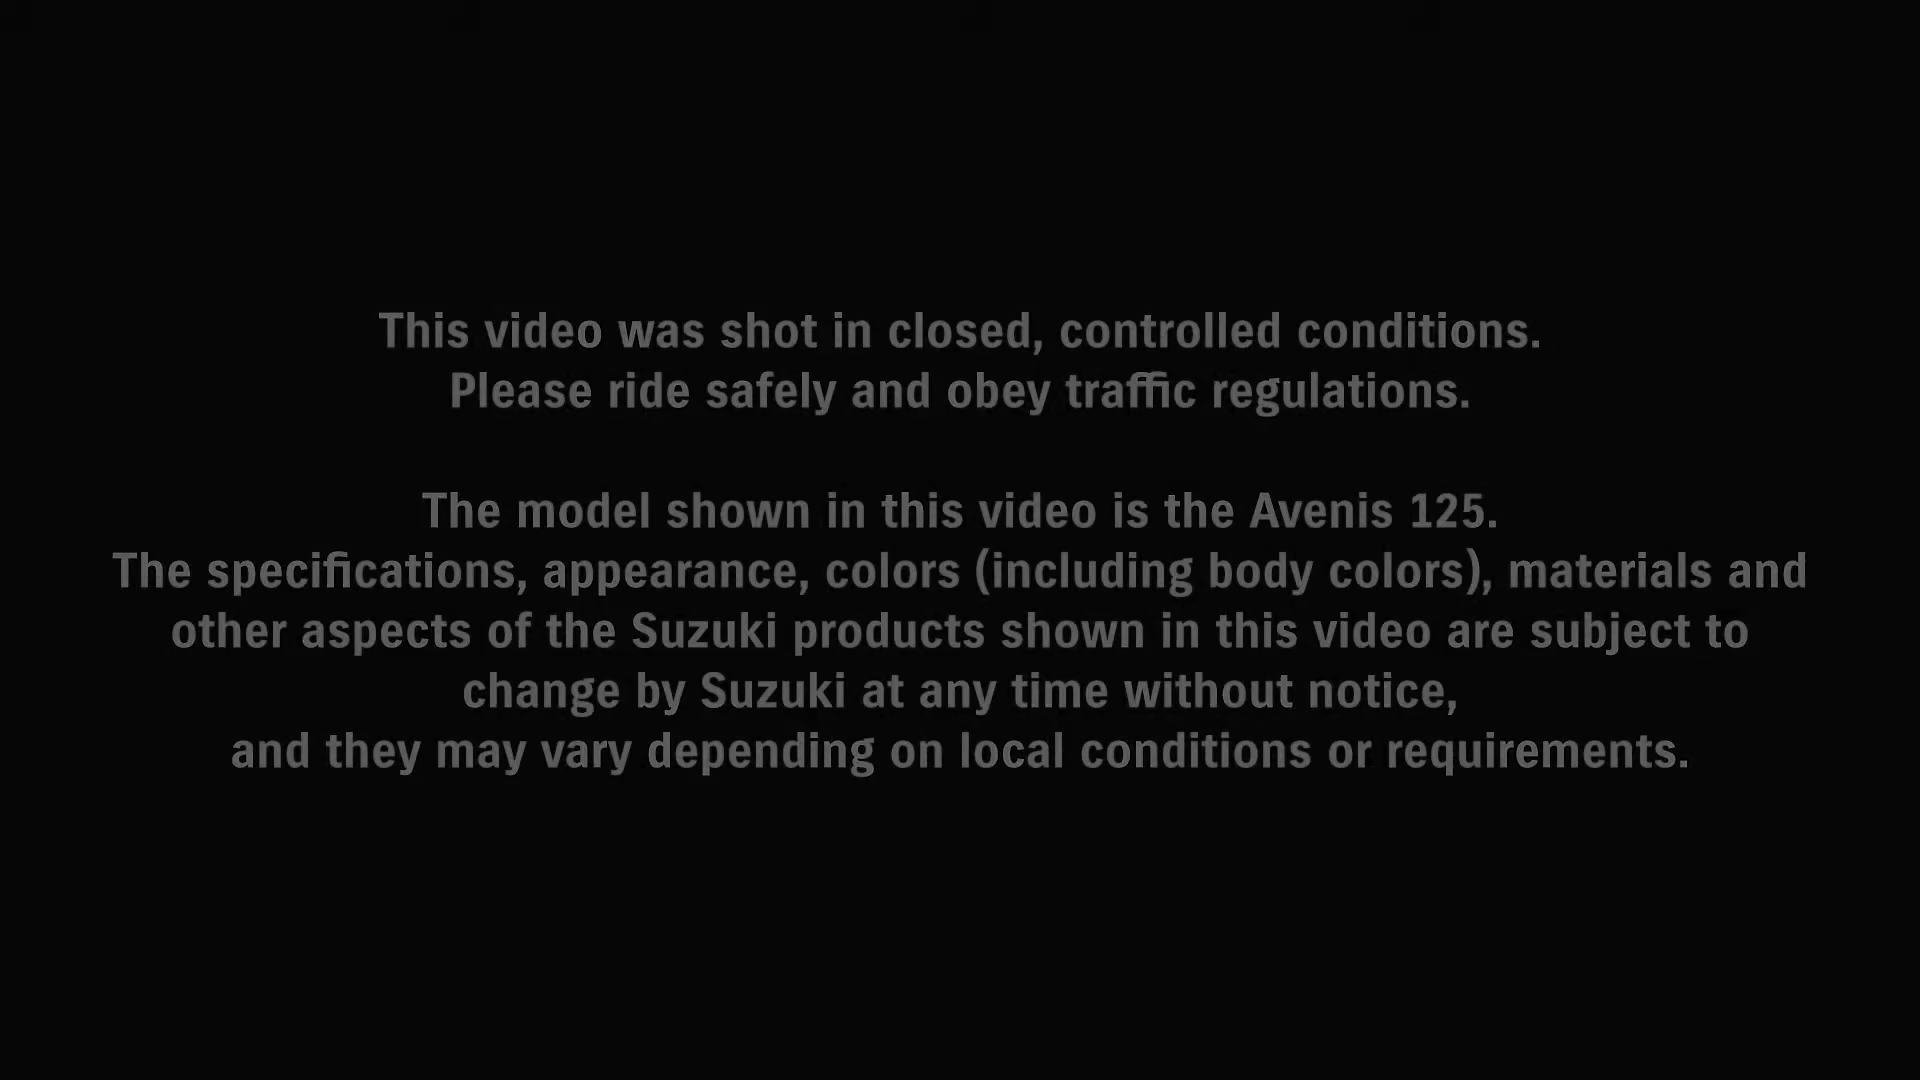 This video was shot in closed, controlled conditions.
Please ride safely and obey traffic regulations.
The model shown in this video is the Avenis 125.
The specifications, appearance, colors (including body colors), materials and
other aspects of the Suzuki products shown in this video are subject to
change by Suzuki at any time without notice,
and they may vary depending on local conditions or requirements.